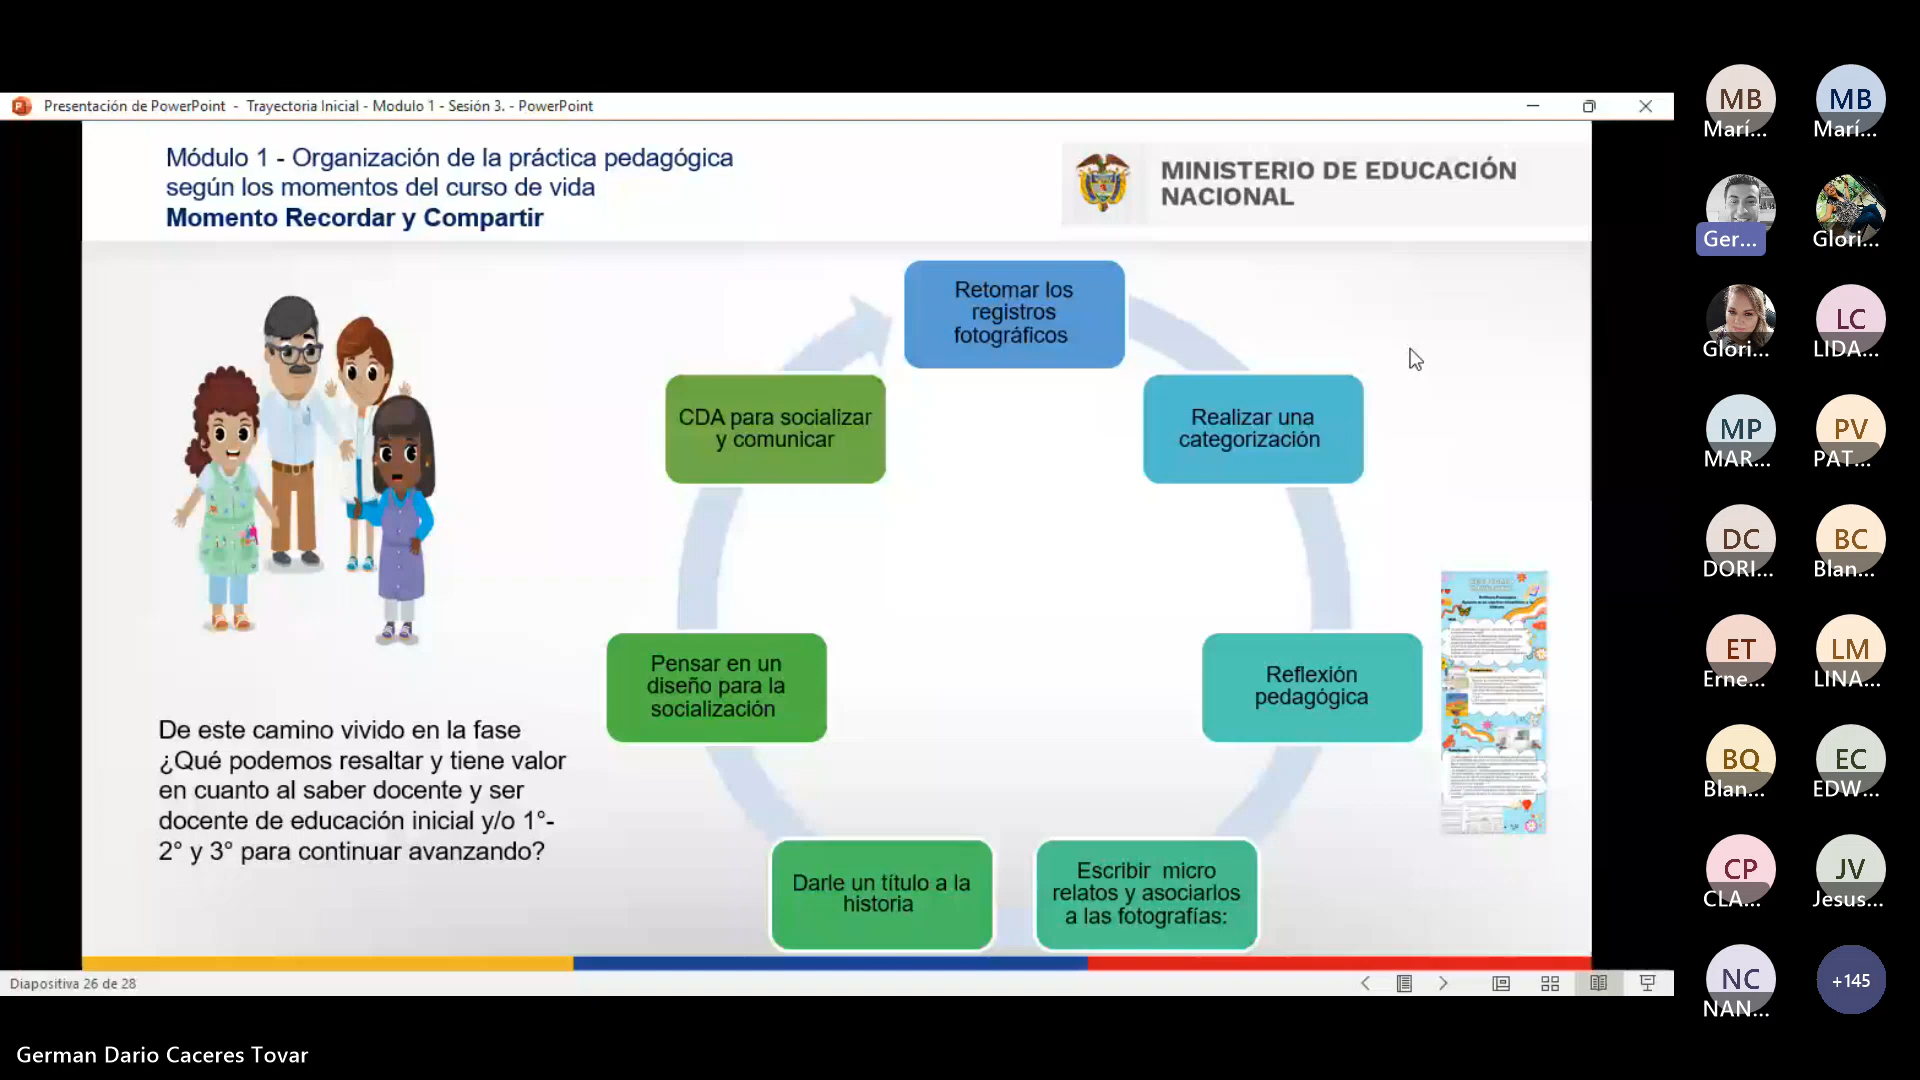 Presentación de PowerPoint - Trayectoria Inicial - Modulo 1 - Sesión 3. - PowerPoint
Módulo 1 - Organización de la práctica pedagógica
según los momentos del curso de vida
Momento Recordar y Compartir
MINISTERIO DE EDUCACIÓN
NACIONAL
Retomar los
registros
fotográficos
Realizar una
categorización
Reflexión
pedagógica
Escribir micro
relatos y asociarlos
a las fotografías:
Darle un título a la
historia
Pensar en un
diseño para la
socialización
CDA para socializar
y comunicar
De este camino vivido en la fase
¿Qué podemos resaltar y tiene valor
en cuanto al saber docente y ser
docente de educación inicial y/o 1°-
2° y 3° para continuar avanzando?
Diapositiva 26 de 28
German Dario Caceres Tovar
MB
Marí...
MB
Marí...
Ger...
Glori...
Glori...
LC
LIDA...
MP
MAR...
PV
PAT...
DC
DORI...
BC
Blan...
ET
Erne...
LM
LINA...
BQ
Blan...
EC
EDW...
CP
CLA...
JV
Jesus...
NC
NAN...
+145